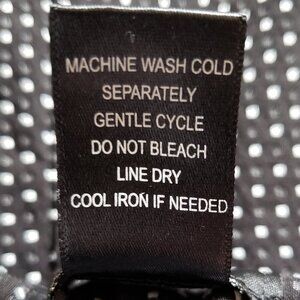 MACHINE WASH COLD
SEPARATELY
GENTLE CYCLE
DO NOT BLEACH
LINE DRY
COOL IRON IF NEEDED